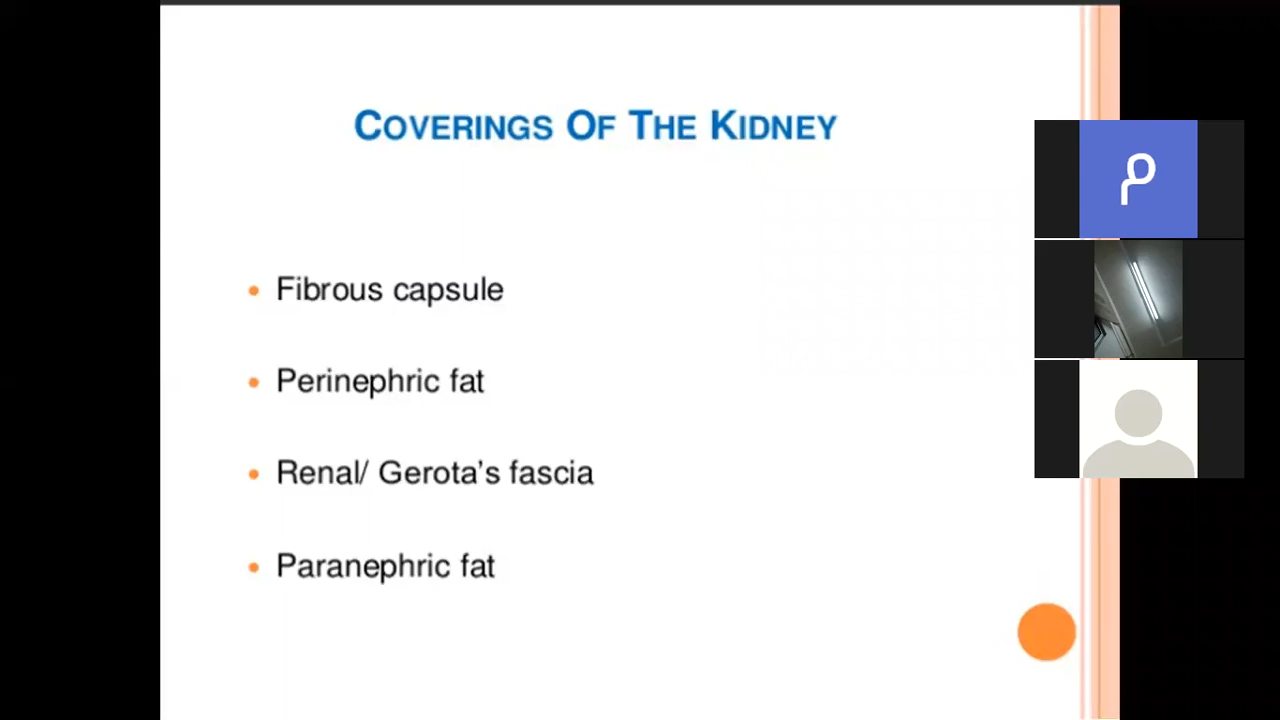 Coverings Of The Kidney
Fibrous capsule
Perinephric fat
Renal/ Gerota's fascia
Paranephric fat
م